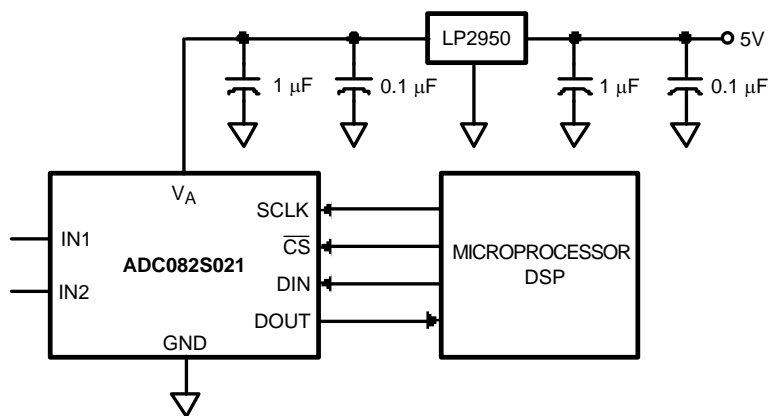 LP2950
5V
1 μF
0.1 μF
1 μF
0.1 μF
VA
IN1
IN2
ADC082S021
SCLK
CS
DIN
DOUT
GND
MICROPROCESSOR
DSP